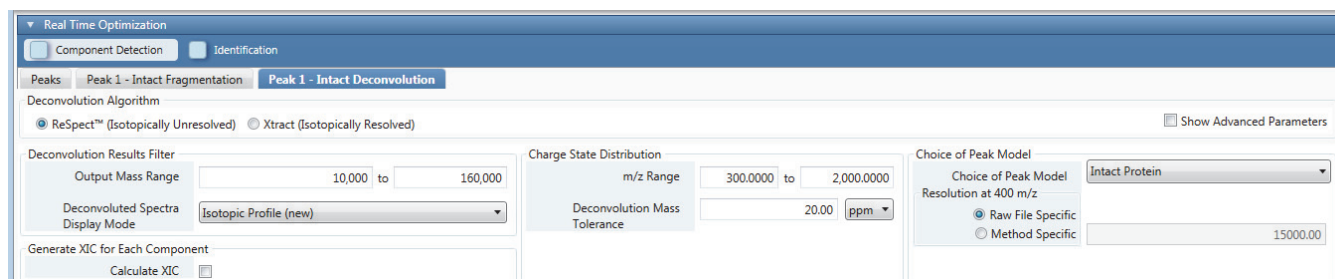 Real Time Optimization
Component Detection Identification
Peaks Peak 1 - Intact Fragmentation Peak 1 - Intact Deconvolution
Deconvolution Algorithm
ReSpect™ (Isotopically Unresolved) Xtract (Isotopically Resolved) Show Advanced Parameters
Deconvolution Results Filter
Output Mass Range 10,000 to 160,000
Deconvoluted Spectra
Display Mode
Isotopic Profile (new)
Generate XIC for Each Component
Calculate XIC
Charge State Distribution
m/z Range 300.0000 to 2,000.0000
Deconvolution Mass
Tolerance
20.00 ppm
Choice of Peak Model
Choice of Peak Model Intact Protein
Resolution at 400 m/z
Raw File Specific
Method Specific 15000.00